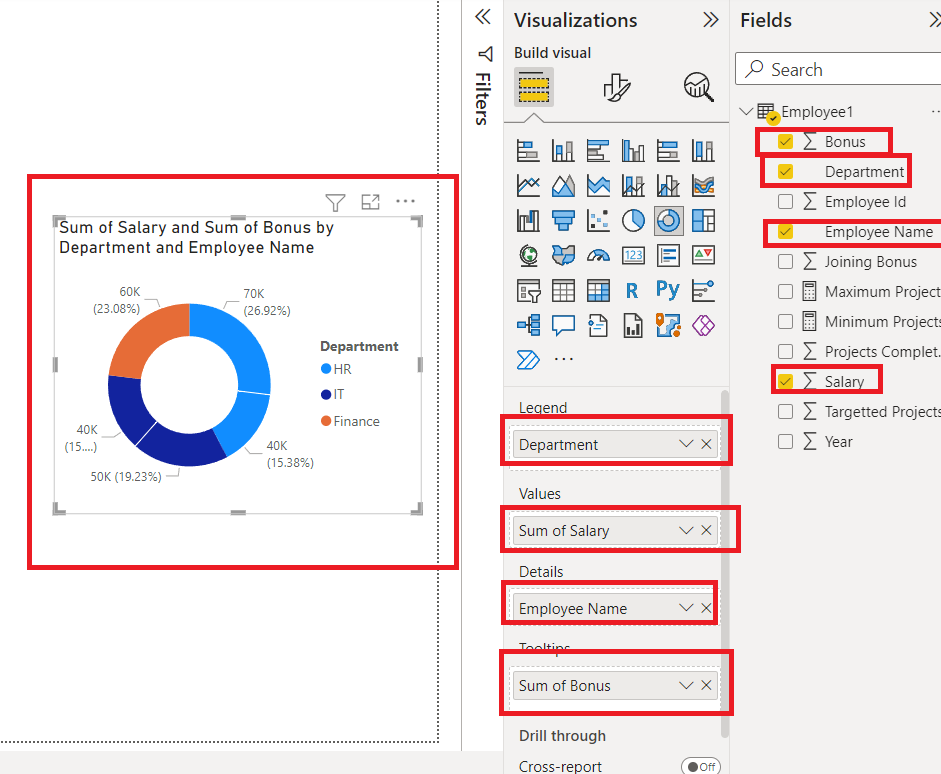 Filters
Sum of Salary and Sum of Bonus by
Department and Employee Name
60K
(23.08%)
70K
(26.92%)
40K
(15....)
50K (19.23%)
40K
(15.38%)
Department
HR
IT
Finance
Visualizations
Build visual
123
R
Py
...
Legend
Department
Values
Sum of Salary
Details
Employee Name
Tooltips
Sum of Bonus
Drill through
Cross-report
Off
Fields
Search
Employee1
Bonus
Department
Employee Id
Employee Name
Joining Bonus
Maximum Project
Minimum Projects
Projects Complet.
Salary
Targetted Projects
Year